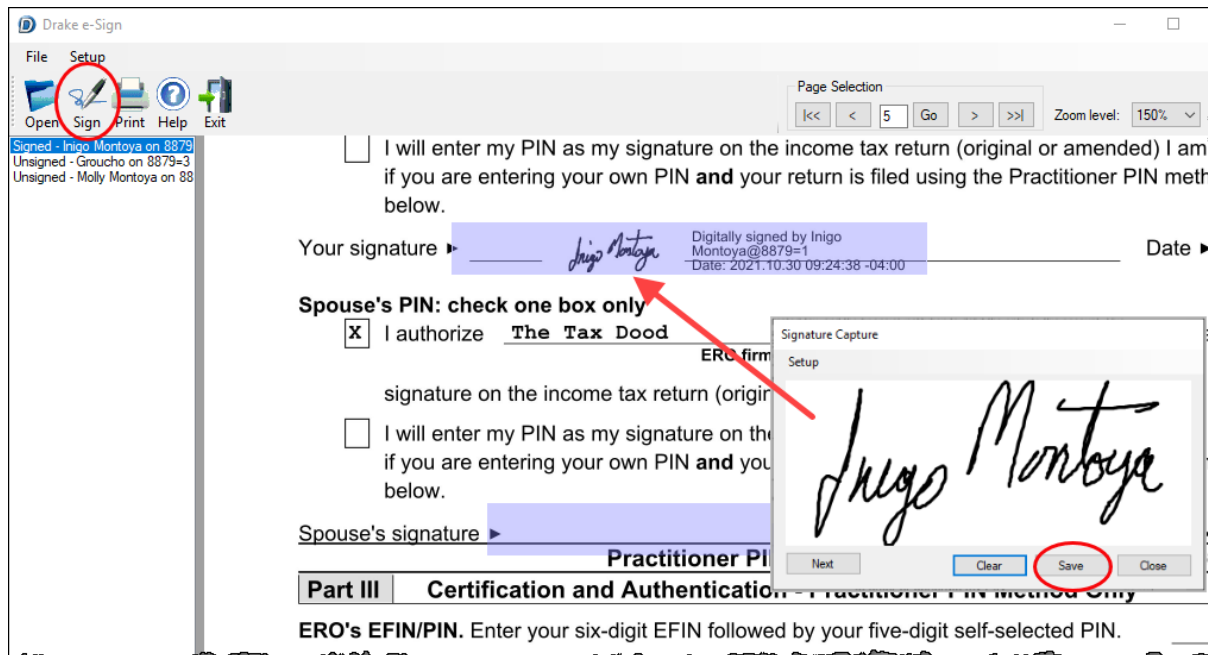 Drake e-Sign
File Setup
Open Sign Print Help Exit
Page Selection
|<< < 5 Go > >>| Zoom level: 150%
Signed - Inigo Montoya on 8879
Unsigned - Groucho on 8879=3
Unsigned - Molly Montoya on 88
I will enter my PIN as my signature on the income tax return (original or amended) I am
if you are entering your own PIN and your return is filed using the Practitioner PIN meth
below.
Your signature ► Inigo Montoya Digitally signed by Inigo
Montoya@8879=1
Date: 2021.10.30 09:24:38 -04:00
Date ►
Spouse's PIN: check one box only
X I authorize The Tax Dood
ERO firm
signature on the income tax return (origin
I will enter my PIN as my signature on the
if you are entering your own PIN and you
below.
Spouse's signature ►
Signature Capture
Setup
Inigo Montoya
Next Clear Save Close
Practitioner PI
Part III Certification and Authentication - Practitioner PIN Method Only
ERO's EFIN/PIN. Enter your six-digit EFIN followed by your five-digit self-selected PIN.